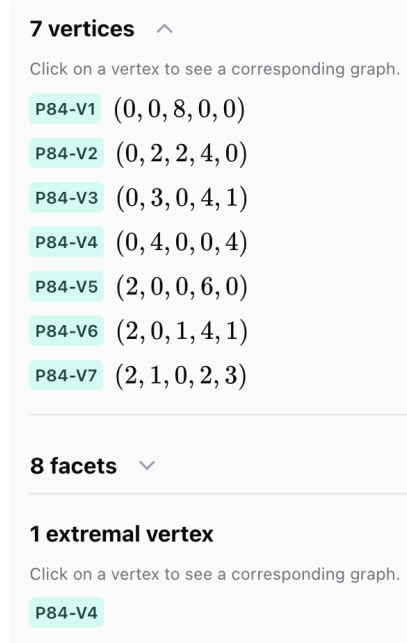 7 vertices
Click on a vertex to see a corresponding graph.
P84-V1 (0, 0, 8, 0, 0)
P84-V2 (0, 2, 2, 4, 0)
P84-V3 (0, 3, 0, 4, 1)
P84-V4 (0, 4, 0, 0, 4)
P84-V5 (2, 0, 0, 6, 0)
P84-V6 (2, 0, 1, 4, 1)
P84-V7 (2, 1, 0, 2, 3)
8 facets
1 extremal vertex
Click on a vertex to see a corresponding graph.
P84-V4